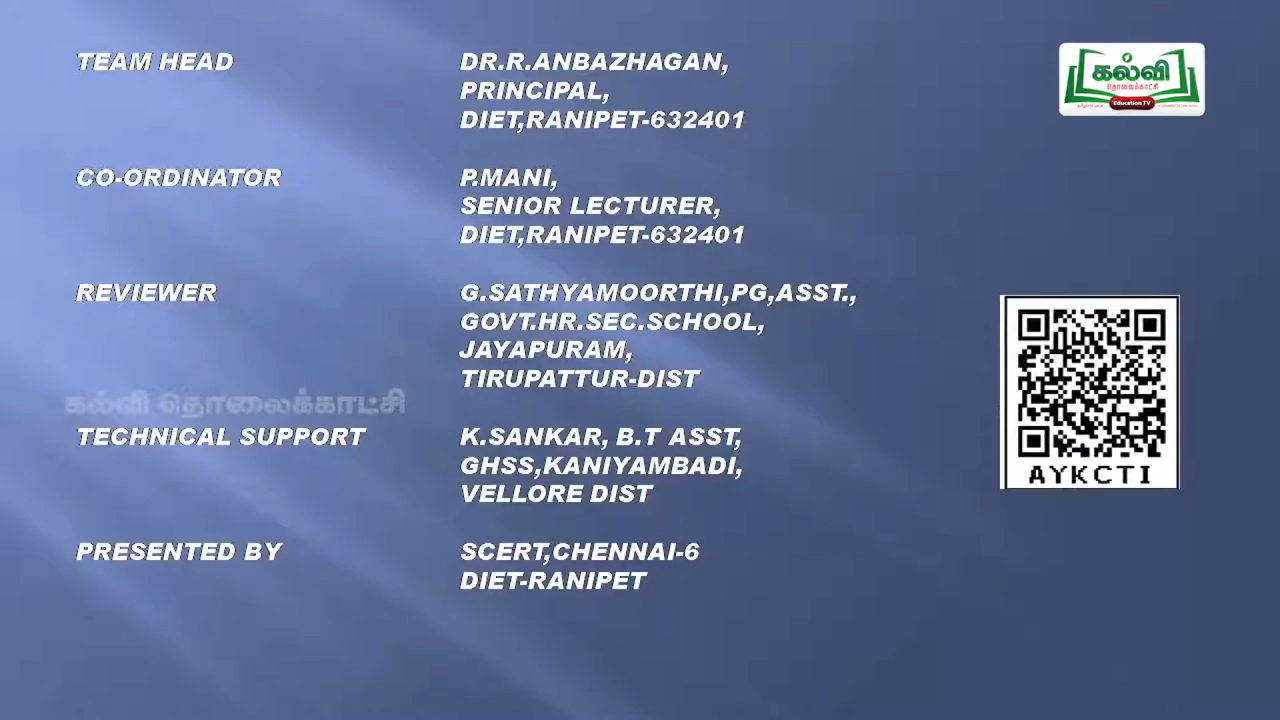 TEAM HEAD DR.R.ANBAZHAGAN,
PRINCIPAL,
DIET,RANIPET-632401
கல்வி
தொலைக்காட்சி
Education TV
CO-ORDINATOR P.MANI,
SENIOR LECTURER,
DIET,RANIPET-632401
REVIEWER G.SATHYAMOORTHI,PG,ASST.,
GOVT.HR.SEC.SCHOOL,
JAYAPURAM,
TIRUPATTUR-DIST
கல்வி தொலைக்காட்சி
TECHNICAL SUPPORT K.SANKAR, B.T ASST,
GHSS,KANIYAMBADI,
VELLORE DIST
AYKCTI
PRESENTED BY SCERT,CHENNAI-6
DIET-RANIPET